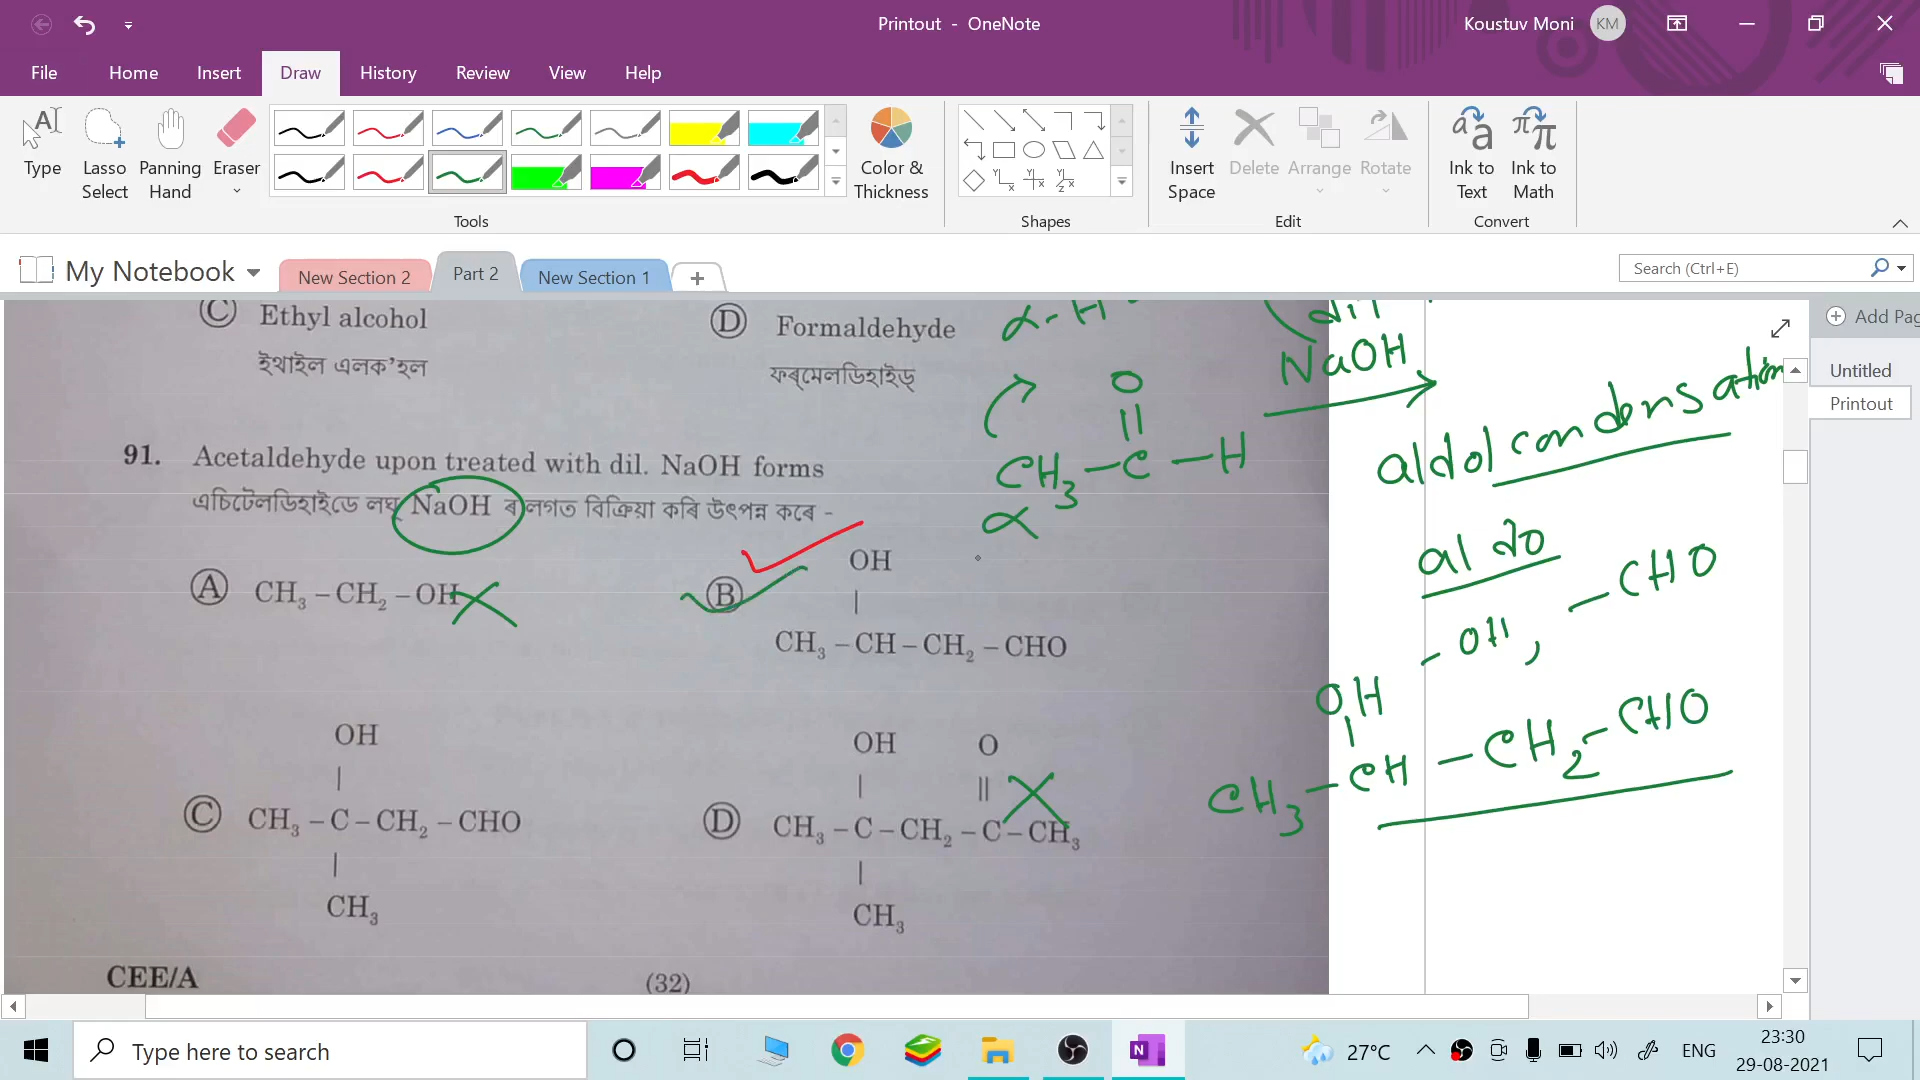 Printout - OneNote
Koustuv Moni KM
File Home Insert Draw History Review View Help
Type
Lasso Select
Panning Hand
Eraser
Color & Thickness
Insert Space
Delete
Arrange
Rotate
Ink to Text
Ink to Math
Tools
Shapes
Edit
Convert
My Notebook
New Section 2
Part 2
New Section 1
+
Search (Ctrl+E)
Add Pag
Untitled
Printout
Ⓒ Ethyl alcohol
ইথাইল এলক'হল
Ⓓ Formaldehyde
ফৰ্মেলডিহাইড্
α-H
dil
NaOH
O
CH₃-C-H
α
aldol condensation
91. Acetaldehyde upon treated with dil. NaOH forms
এচিটেলডিহাইডে লঘু NaOH ৰ লগত বিক্ৰিয়া কৰি উৎপন্ন কৰে -
Ⓐ CH₃ – CH₂ – OH
Ⓑ
OH
|
CH₃ – CH – CH₂ – CHO
aldo
- OH, -CHO
OH
CH₃-CH-CH₂-CHO
OH
|
Ⓒ CH₃ – C – CH₂ – CHO
|
CH₃
OH O
| ||
Ⓓ CH₃ – C – CH₂ – C – CH₃
|
CH₃
CEE/A
(32)
Type here to search
27°C
ENG
23:30
29-08-2021